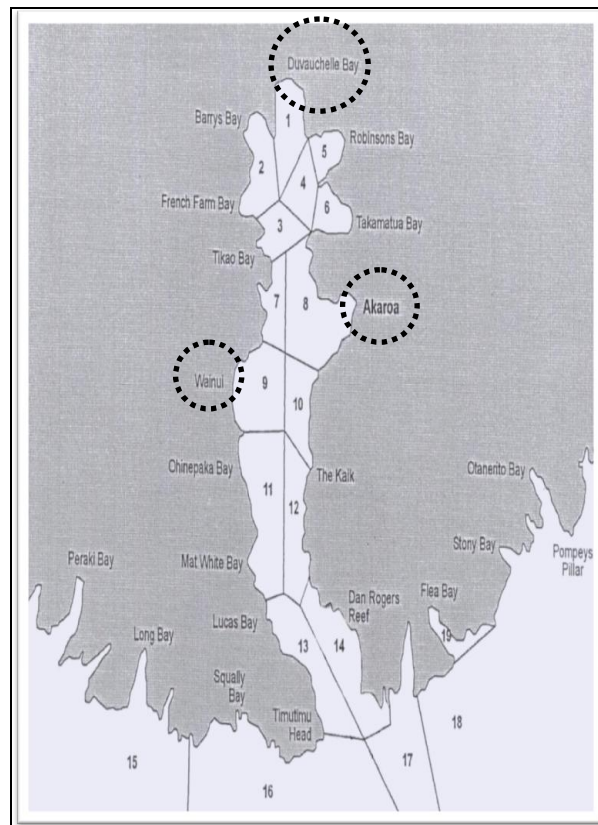 Duvauchelle Bay
Barrys Bay
1
Robinsons Bay
5
2
4
French Farm Bay
6
3
Takamatua Bay
Tikao Bay
7
8
Akaroa
Wainui
9
10
Ohinepaka Bay
The Kaik
Otanerito Bay
11
12
Stony Bay
Pompeys
Pillar
Peraki Bay
Mat White Bay
Flea Bay
Dan Rogers
Reef
Lucas Bay
19
Long Bay
13
14
Squally
Bay
Timutimu
Head
18
15
17
16